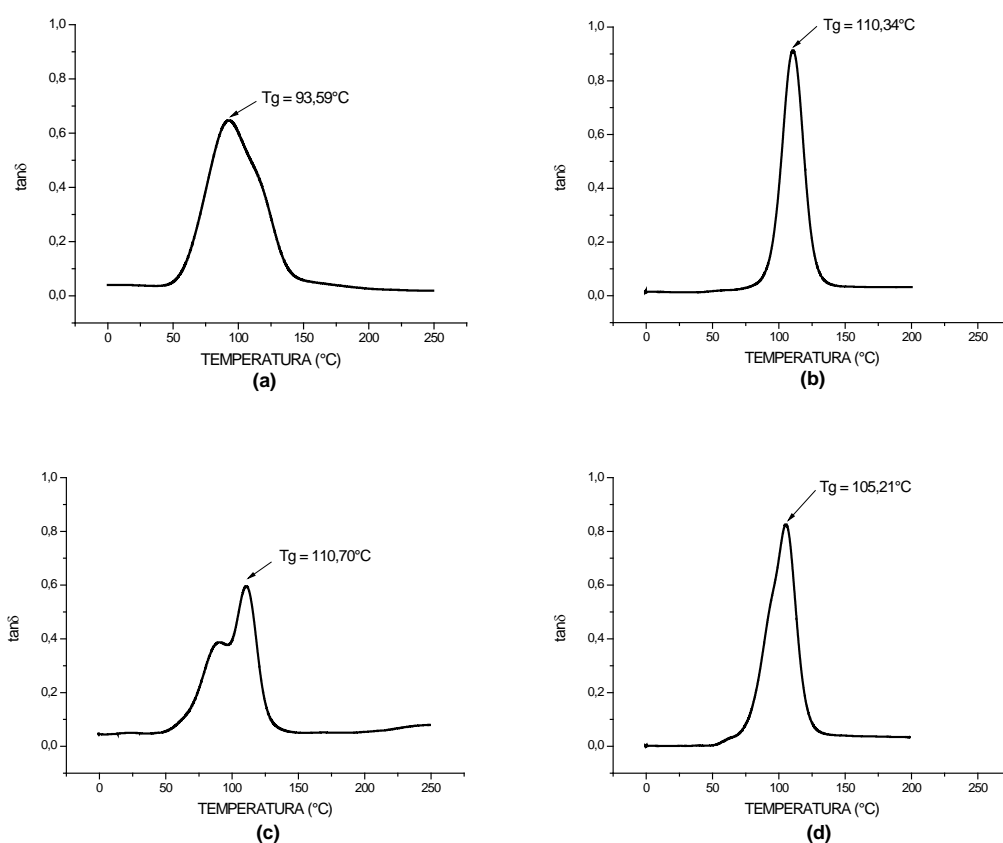 Tg = 93,59°C
1,0
0,8
0,6
0,4
0,2
0,0
tanδ
0 50 100 150 200 250
TEMPERATURA (°C)
(a)
Tg = 110,34°C
1,0
0,8
0,6
0,4
0,2
0,0
tanδ
0 50 100 150 200 250
TEMPERATURA (°C)
(b)
Tg = 110,70°C
1,0
0,8
0,6
0,4
0,2
0,0
tanδ
0 50 100 150 200 250
TEMPERATURA (°C)
(c)
Tg = 105,21°C
1,0
0,8
0,6
0,4
0,2
0,0
tanδ
0 50 100 150 200 250
TEMPERATURA (°C)
(d)